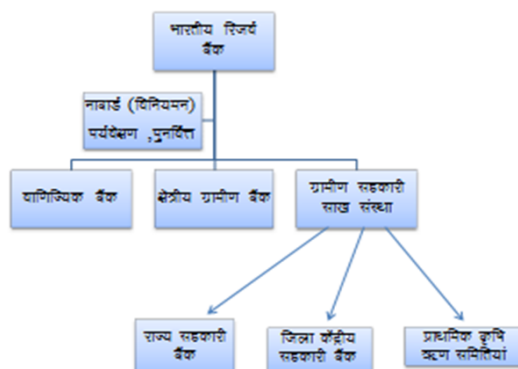 भारतीय रिजर्व
बैंक
नाबार्ड (विनियमन)
पर्यवेक्षण ,पुनर्वित्त
वाणिज्यिक बैंक
क्षेत्रीय ग्रामीण बैंक
ग्रामीण सहकारी
साख संस्था
राज्य सहकारी
बैंक
जिला केंद्रीय
सहकारी बैंक
प्राथमिक कृषि
ऋण समितियां